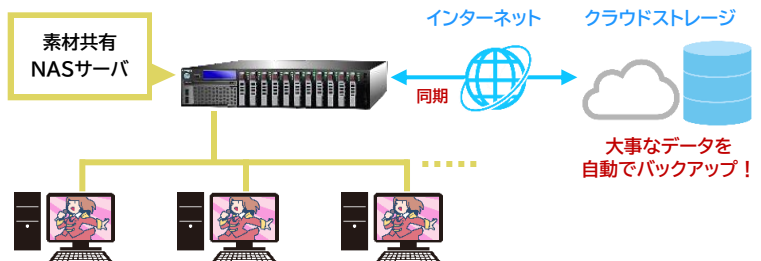 素材共有
NASサーバ
インターネット
クラウドストレージ
同期
大事なデータを
自動でバックアップ！